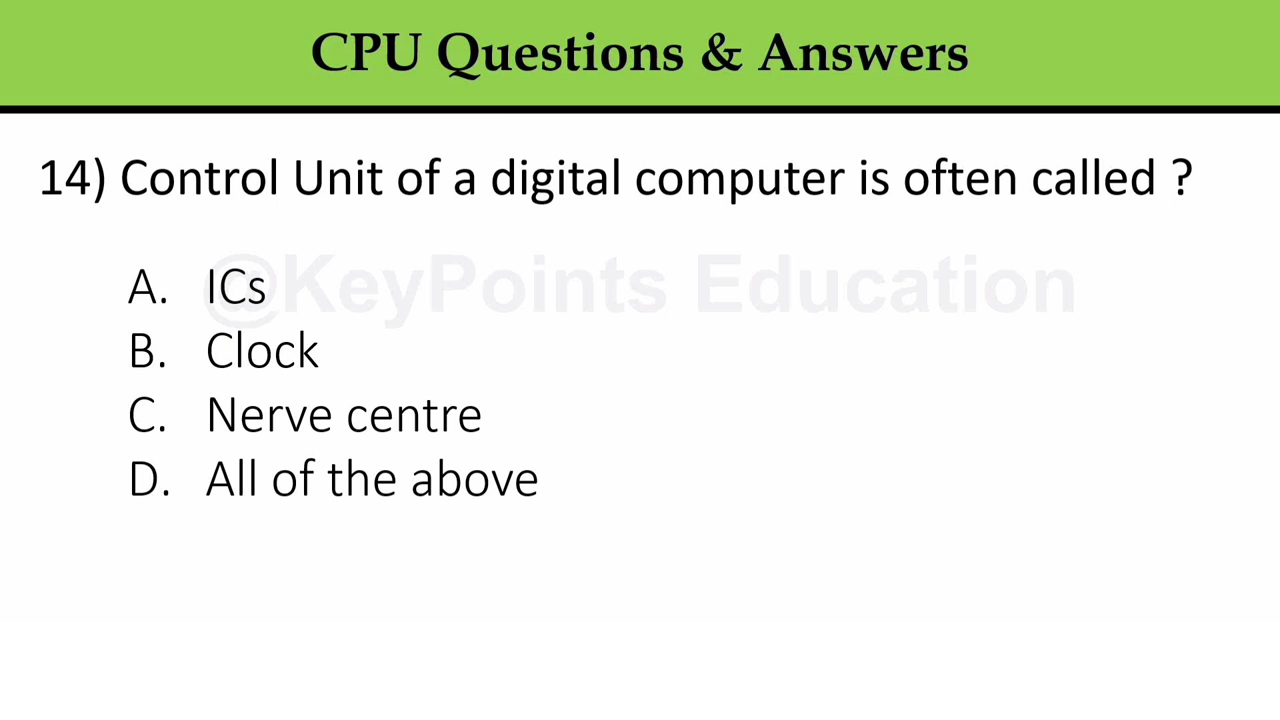 CPU Questions & Answers
14) Control Unit of a digital computer is often called ?
@KeyPoints Education
A. ICs
B. Clock
C. Nerve centre
D. All of the above